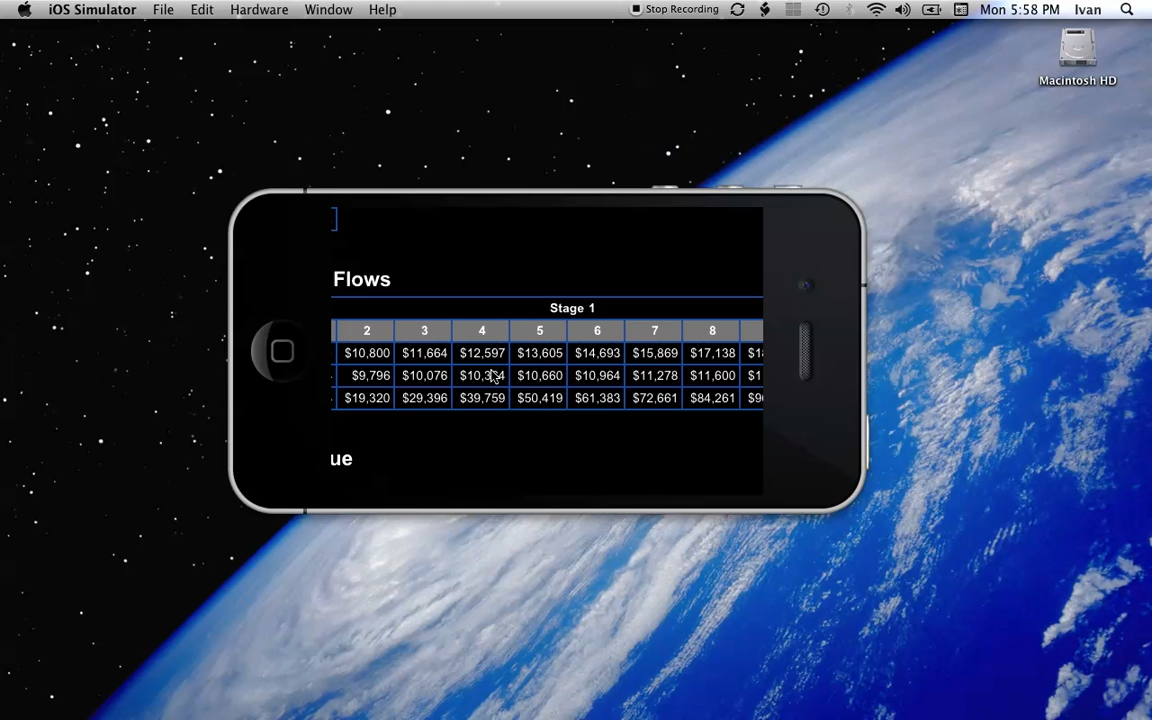 iOS Simulator File Edit Hardware Window Help Stop Recording Mon 5:58 PM Ivan
Macintosh HD
Flows
Stage 1
2 3 4 5 6 7 8
$10,800 $11,664 $12,597 $13,605 $14,693 $15,869 $17,138
$9,796 $10,076 $10,660 $10,964 $11,278 $11,600
$19,320 $29,396 $39,759 $50,419 $61,383 $72,661 $84,261
ue